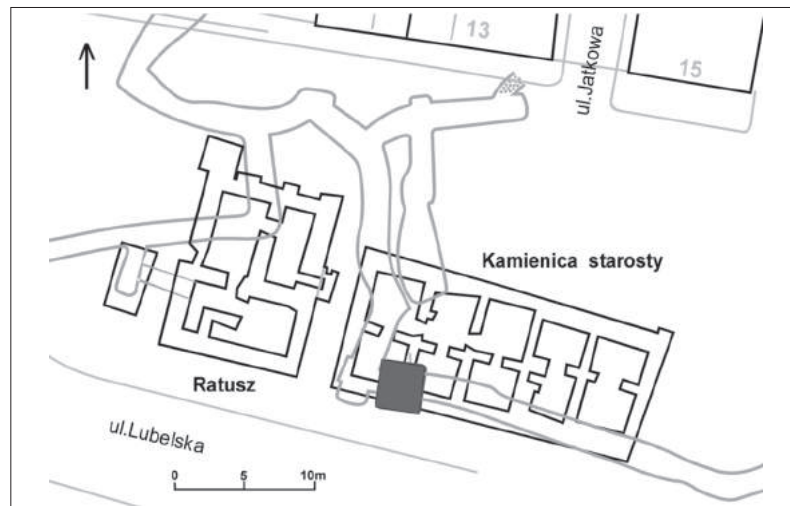 13
15
ul.Jatkowa
Kamienica starosty
Ratusz
ul.Lubelska
0 5 10m